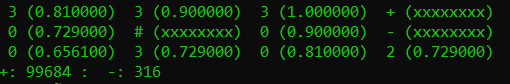 3 (0.810000) 3 (0.900000) 3 (1.000000) + (xxxxxxxx)
0 (0.729000) # (xxxxxxxx) 0 (0.900000) - (xxxxxxxx)
0 (0.656100) 3 (0.729000) 0 (0.810000) 2 (0.729000)
+: 99684 : -: 316